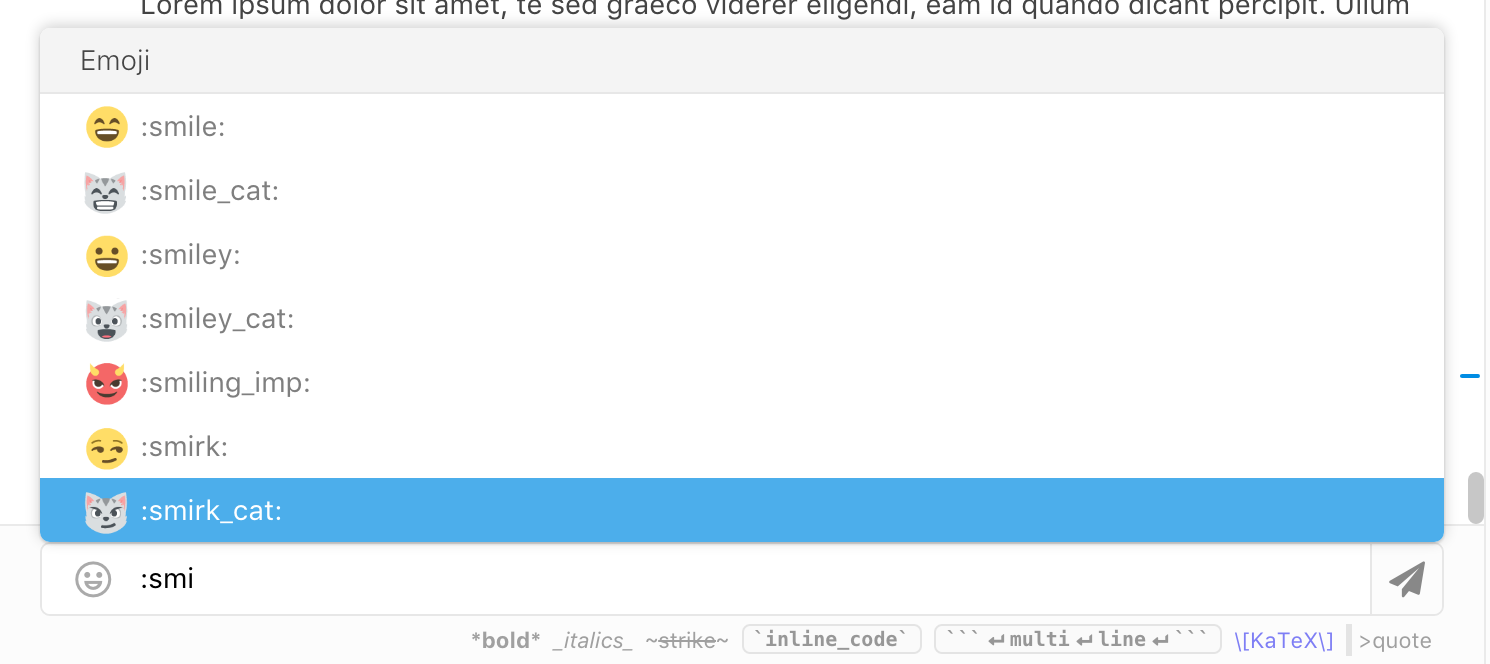 Lorem ipsum dolor sit amet, te sed graeco viderer eligendi, eam id quando dicant percipit. Ullum
Emoji
:smile:
:smile_cat:
:smiley:
:smiley_cat:
:smiling_imp:
:smirk:
:smirk_cat:
:smi
*bold* _italics_ ~strike~ `inline_code` ```↵multi↵line↵``` \[KaTeX\] >quote